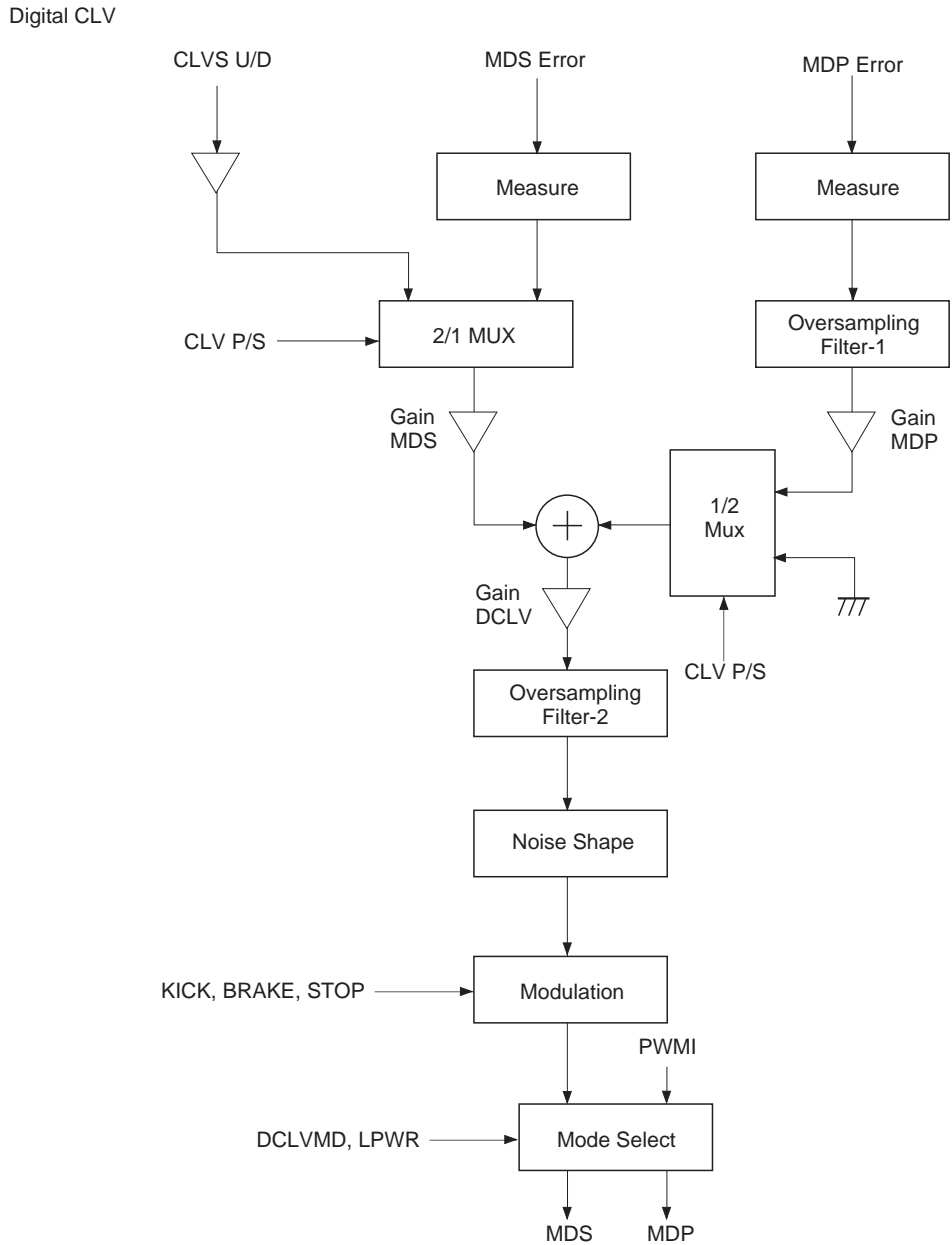 Digital CLV
CLVS U/D
MDS Error
MDP Error
Measure
Measure
CLV P/S
2/1 MUX
Oversampling
Filter-1
Gain
MDS
Gain
MDP
1/2
Mux
Gain
DCLV
CLV P/S
Oversampling
Filter-2
Noise Shape
KICK, BRAKE, STOP
Modulation
PWMI
DCLVMD, LPWR
Mode Select
MDS
MDP